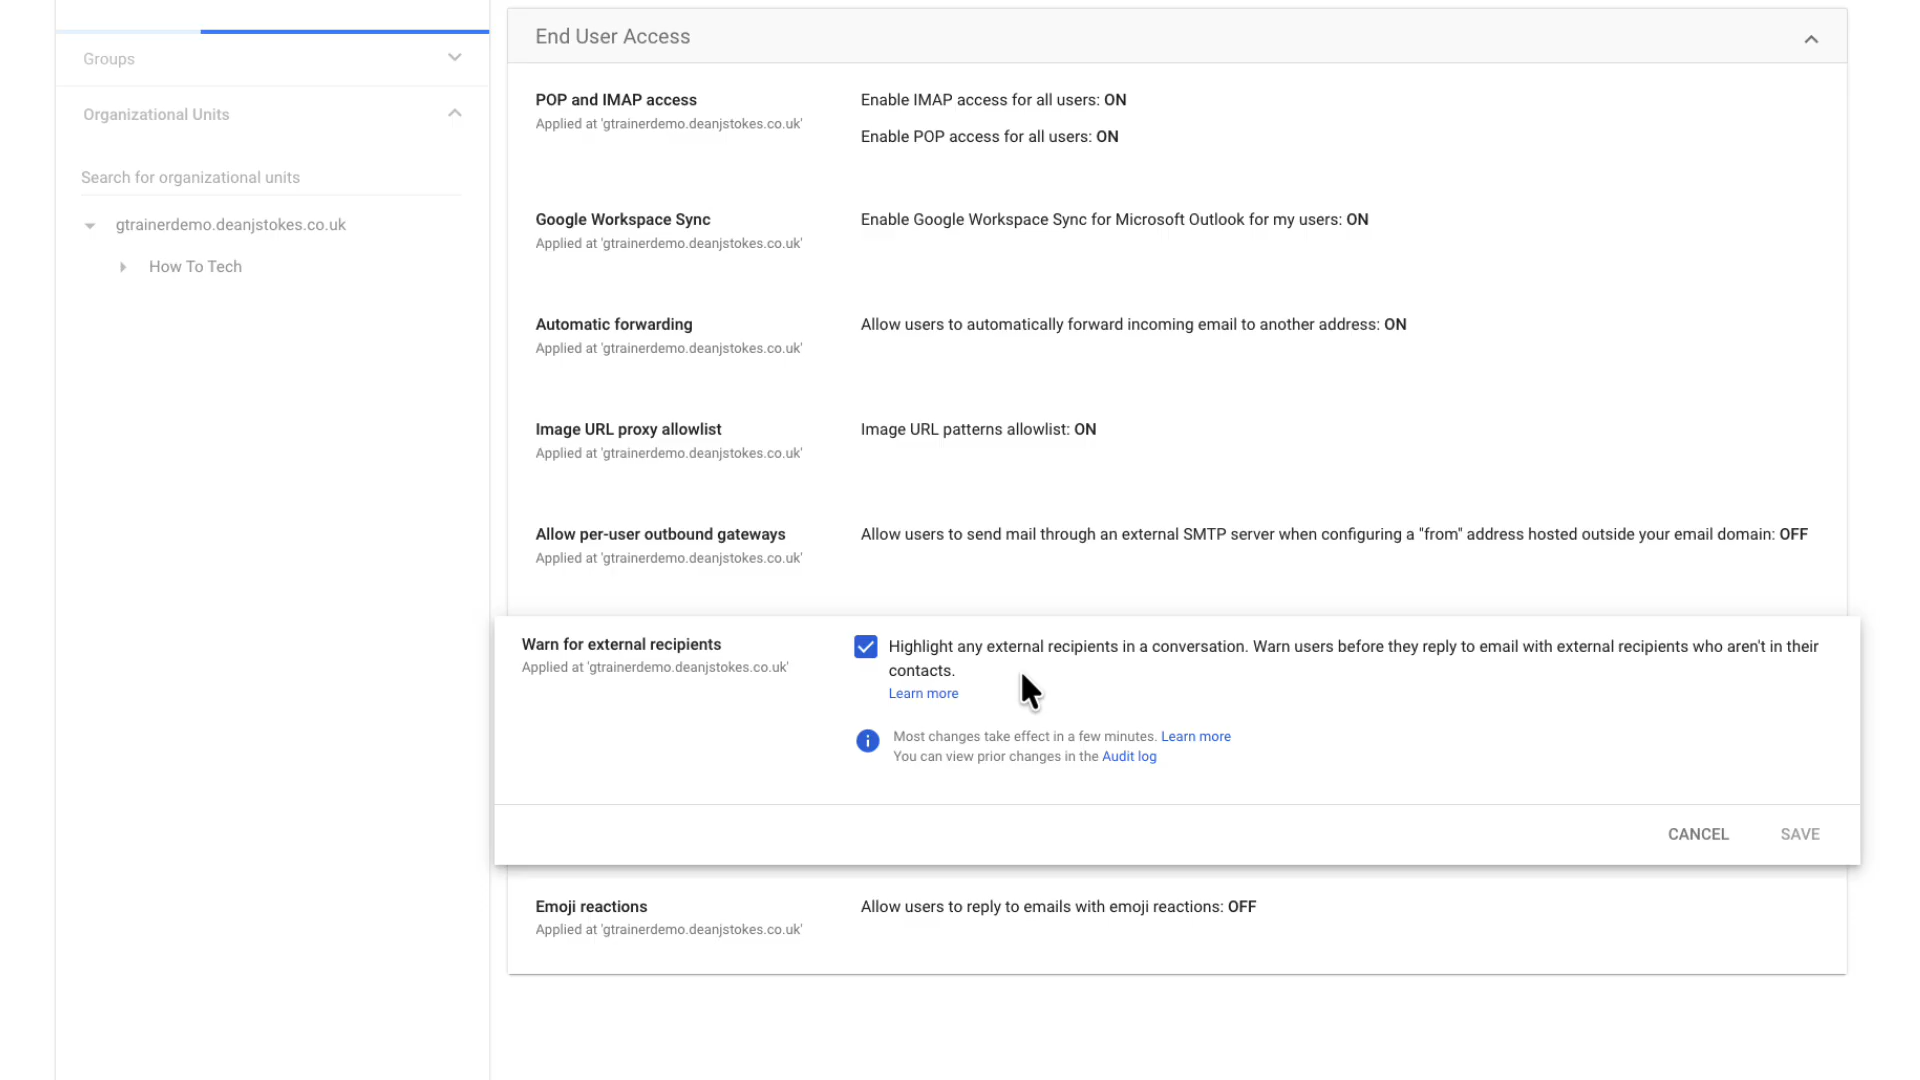 Groups
Organizational Units
Search for organizational units
gtrainerdemo.deanjstokes.co.uk
How To Tech
End User Access
POP and IMAP access
Applied at 'gtrainerdemo.deanjstokes.co.uk'
Enable IMAP access for all users: ON
Enable POP access for all users: ON
Google Workspace Sync
Applied at 'gtrainerdemo.deanjstokes.co.uk'
Enable Google Workspace Sync for Microsoft Outlook for my users: ON
Automatic forwarding
Applied at 'gtrainerdemo.deanjstokes.co.uk'
Allow users to automatically forward incoming email to another address: ON
Image URL proxy allowlist
Applied at 'gtrainerdemo.deanjstokes.co.uk'
Image URL patterns allowlist: ON
Allow per-user outbound gateways
Applied at 'gtrainerdemo.deanjstokes.co.uk'
Allow users to send mail through an external SMTP server when configuring a "from" address hosted outside your email domain: OFF
Warn for external recipients
Applied at 'gtrainerdemo.deanjstokes.co.uk'
Highlight any external recipients in a conversation. Warn users before they reply to email with external recipients who aren't in their
contacts.
Learn more
Most changes take effect in a few minutes. Learn more
You can view prior changes in the Audit log
CANCEL
SAVE
Emoji reactions
Applied at 'gtrainerdemo.deanjstokes.co.uk'
Allow users to reply to emails with emoji reactions: OFF